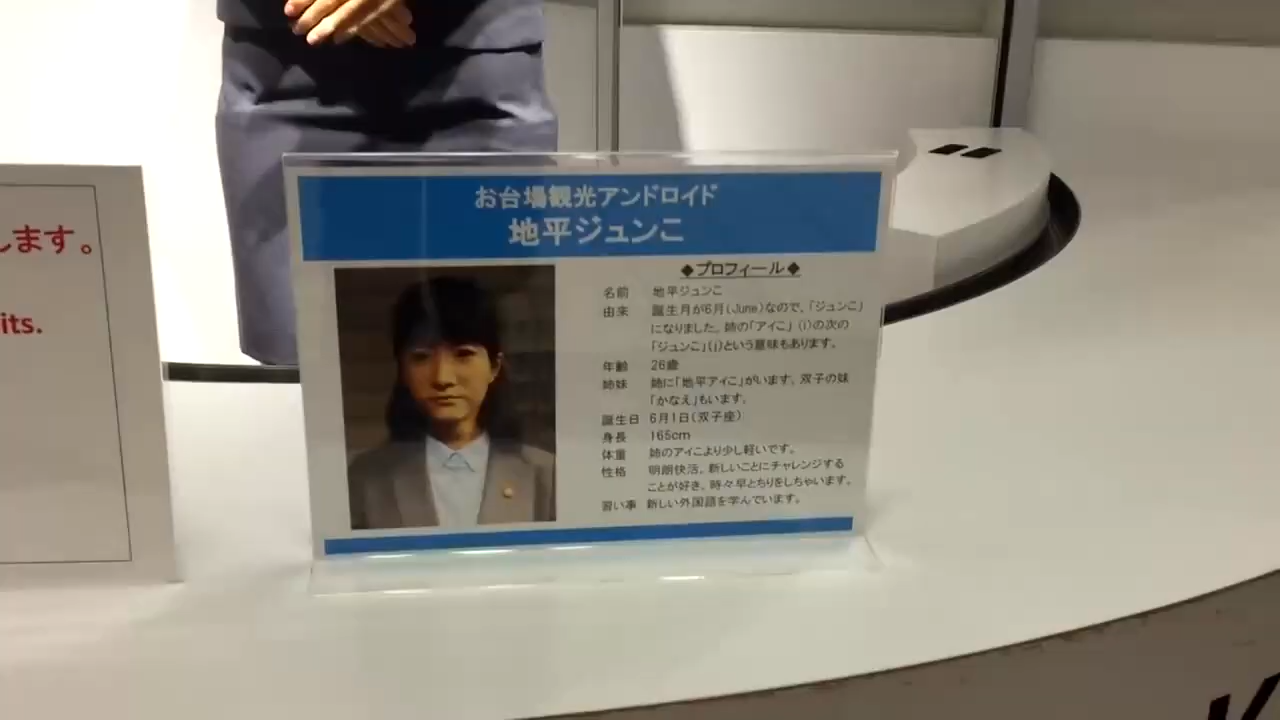 します。
its.
お台場観光アンドロイド
地平ジュンこ
◆プロフィール◆
名前 地平ジュンこ
由来 誕生月が6月(June)なので、「ジュンこ」
になりました。姉の「アイこ」(i)の次の
「ジュンこ」(j)という意味もあります。
年齢 26歳
姉妹 姉に「地平アイこ」がいます。双子の妹
「かなえ」もいます。
誕生日 6月1日(双子座)
身長 165cm
体重 姉のアイこより少し軽いです。
性格 明朗快活。新しいことにチャレンジする
ことが好き。時々早とちりをしちゃいます。
習い事 新しい外国語を学んでいます。